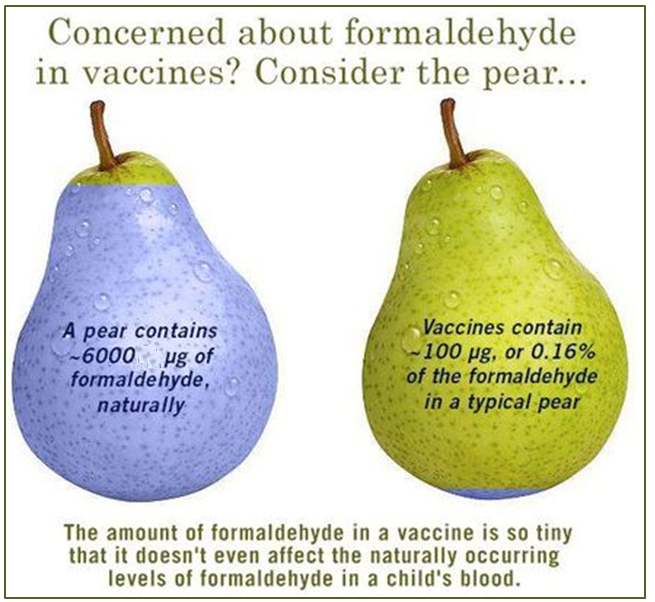 Concerned about formaldehyde
in vaccines? Consider the pear...
A pear contains
~6000 µg of
formaldehyde,
naturally
Vaccines contain
~100 µg, or 0.16%
of the formaldehyde
in a typical pear
The amount of formaldehyde in a vaccine is so tiny
that it doesn't even affect the naturally occurring
levels of formaldehyde in a child's blood.